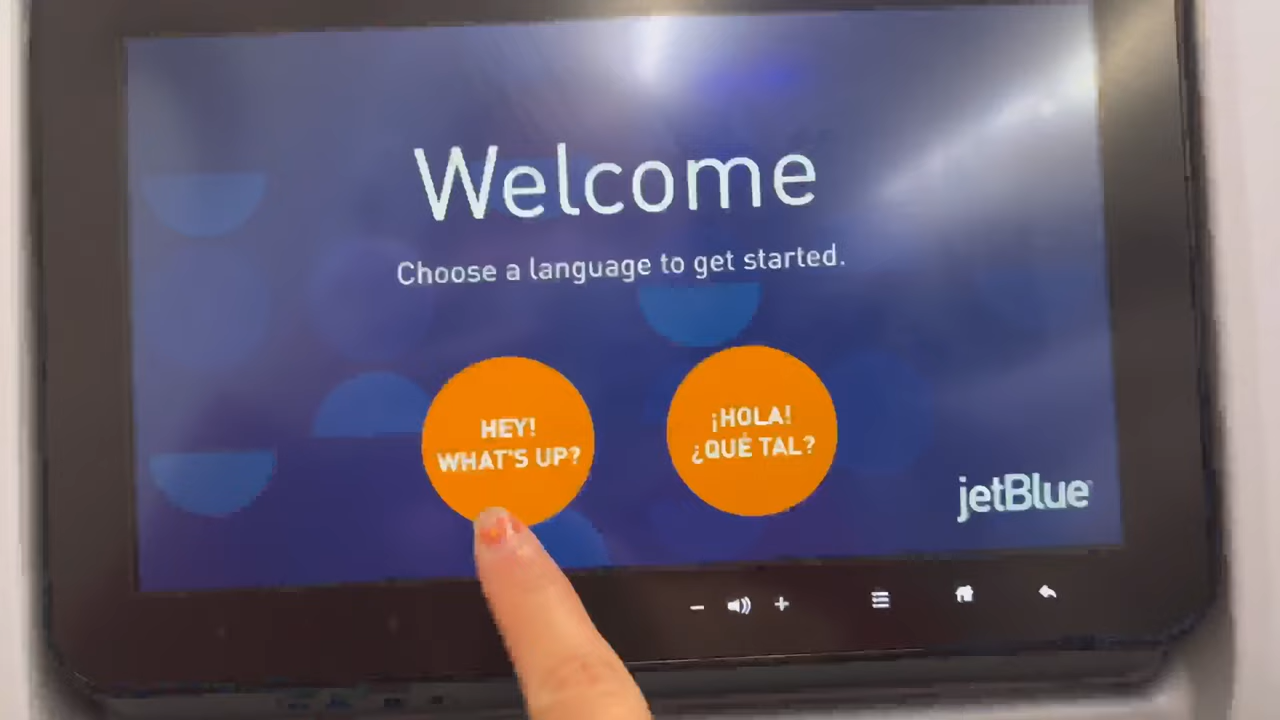 Welcome
Choose a language to get started.
HEY!
WHAT'S UP?
¡HOLA!
¿QUÉ TAL?
jetBlue